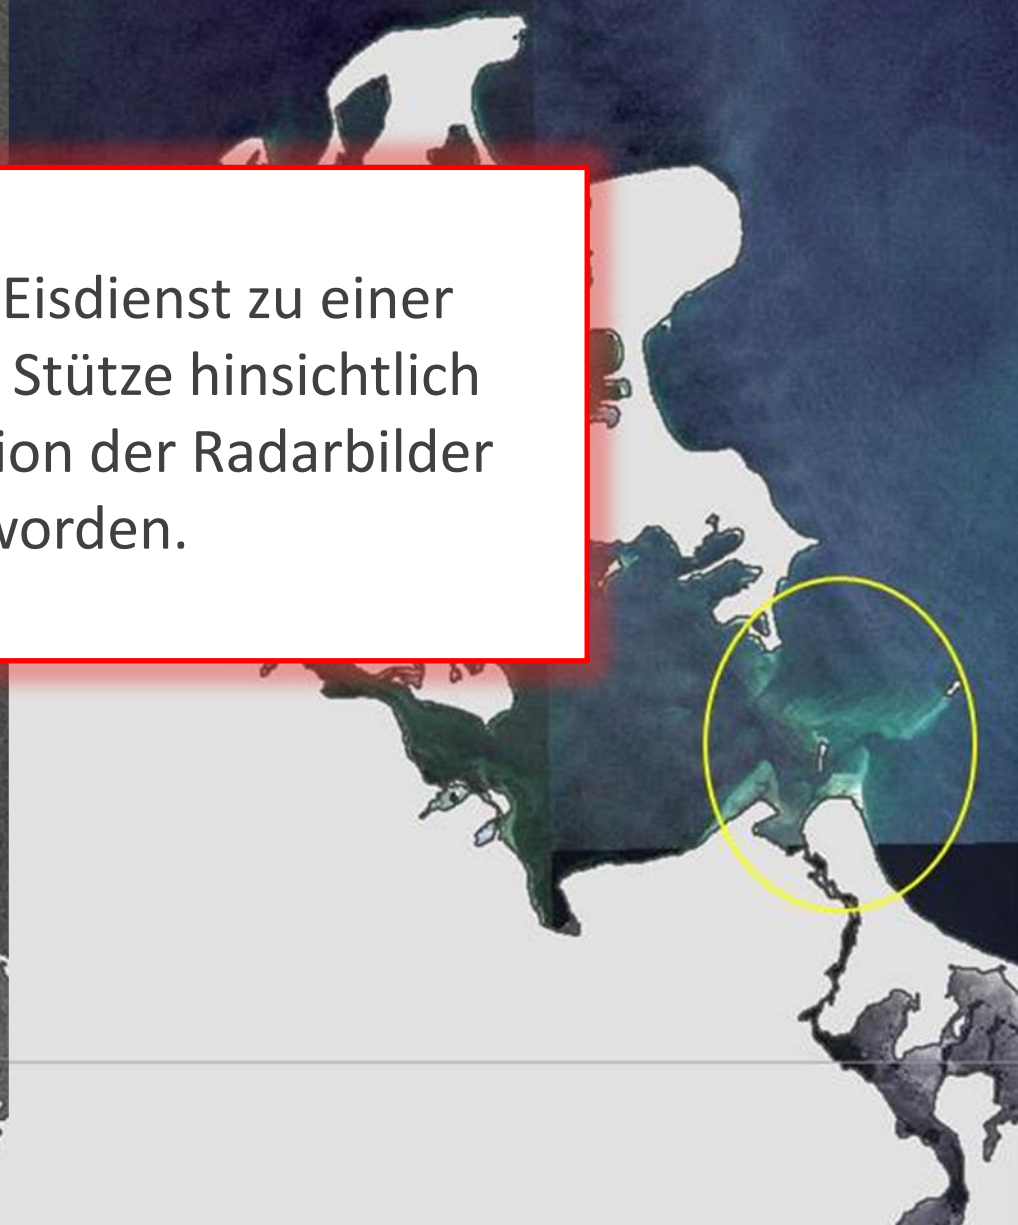 Eisdienst zu einer
Stütze hinsichtlich
ion der Radarbilder
worden.